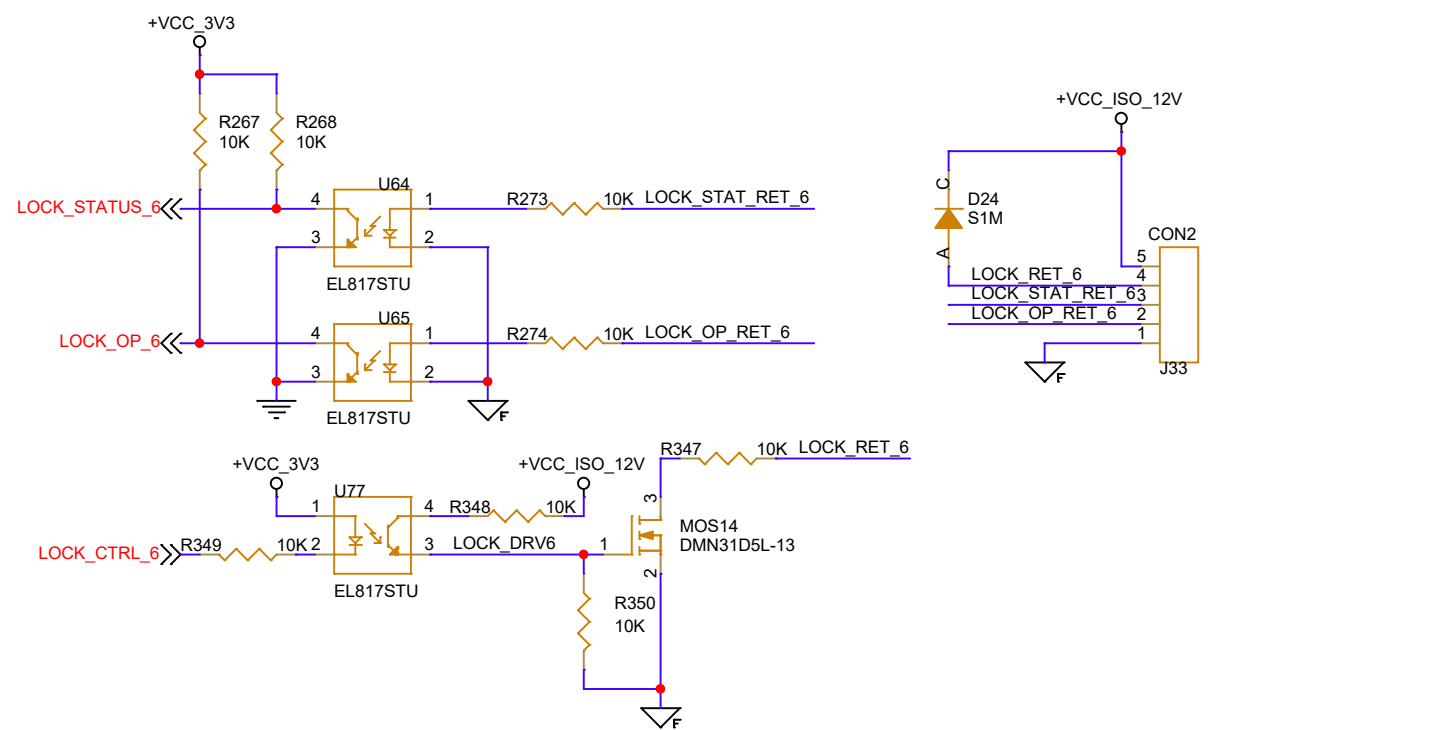 +VCC_3V3
R267
10K
R268
10K
LOCK_STATUS_6
4
U64
1
R273
10K
LOCK_STAT_RET_6
3
2
EL817STU
LOCK_OP_6
4
U65
1
R274
10K
LOCK_OP_RET_6
3
2
EL817STU
F
+VCC_ISO_12V
C
D24
S1M
A
CON2
5
LOCK_RET_6
4
LOCK_STAT_RET_6
3
LOCK_OP_RET_6
2
1
F
J33
+VCC_3V3
U77
1
4
R348
10K
+VCC_ISO_12V
R347
10K
LOCK_RET_6
LOCK_CTRL_6
R349
10K
2
3
LOCK_DRV6
1
3
MOS14
DMN31D5L-13
2
EL817STU
R350
10K
F